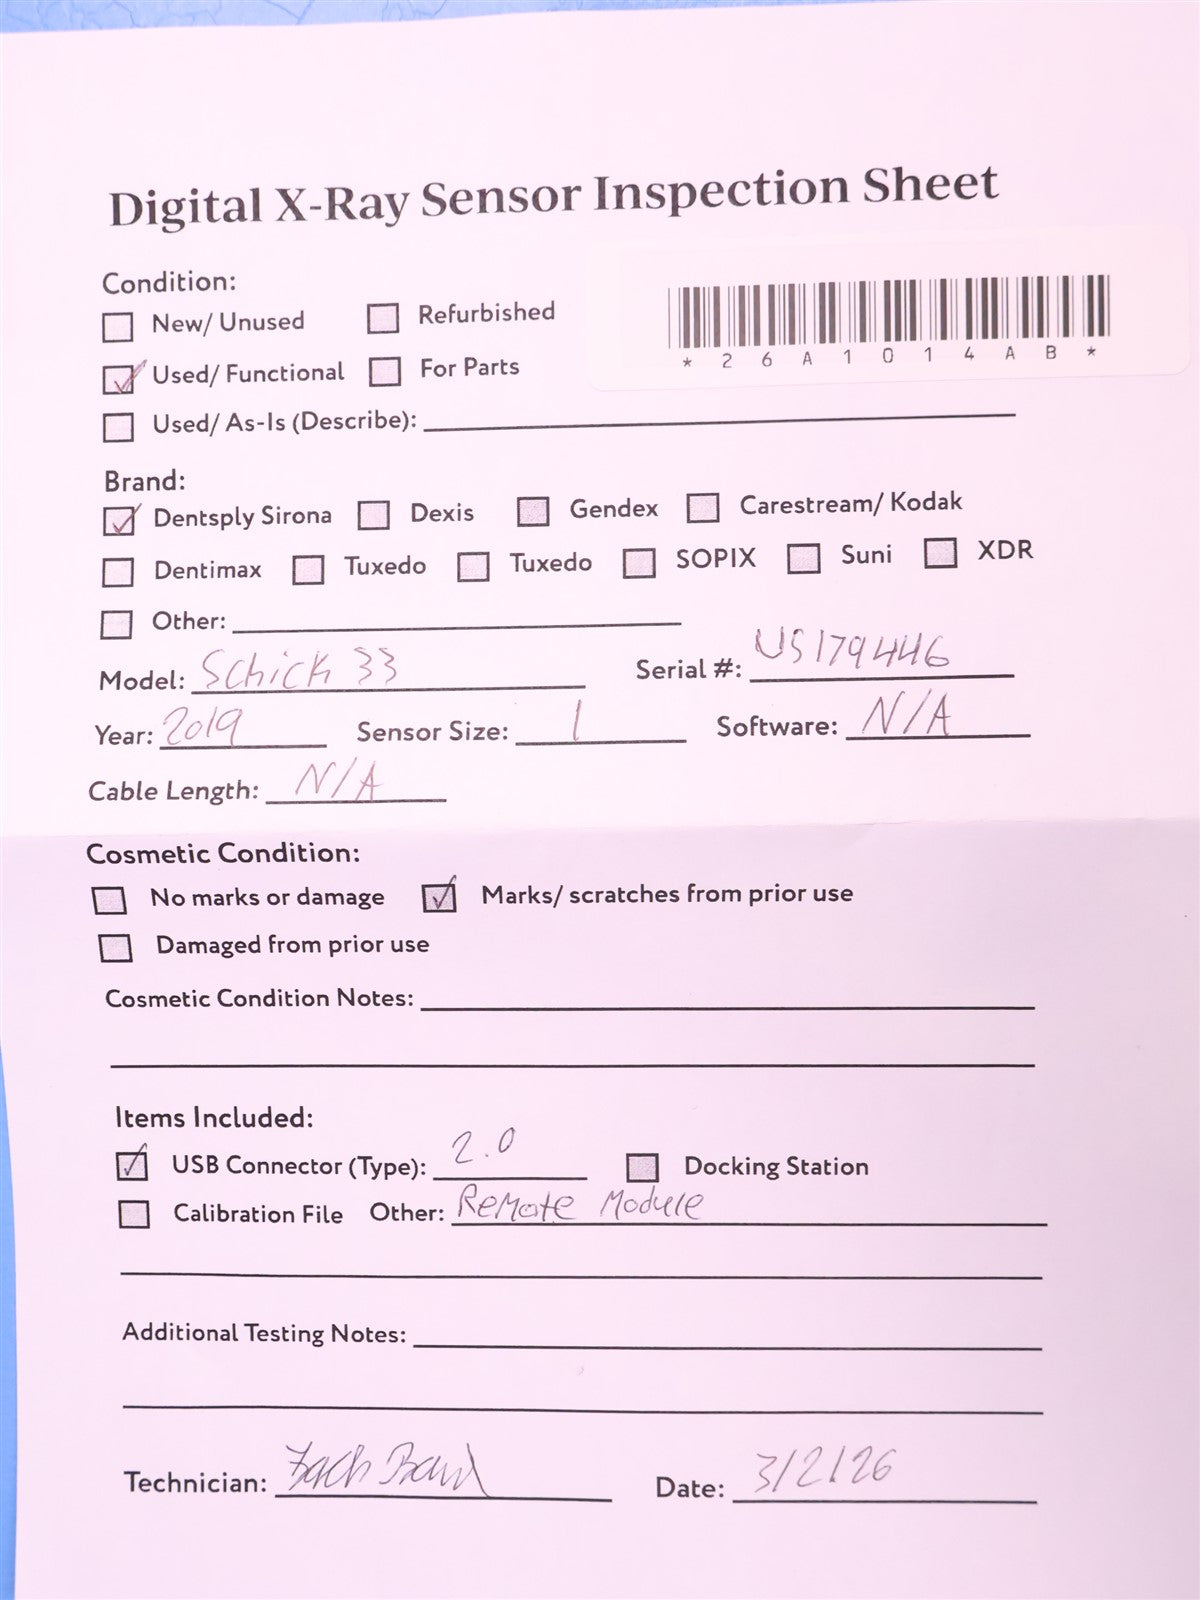 Digital X-Ray Sensor Inspection Sheet
Condition:
New/ Unused Refurbished
Used/ Functional For Parts
Used/ As-Is (Describe):
*26A1014AB*
Brand:
Dentsply Sirona Dexis Gendex Carestream/ Kodak
Dentimax Tuxedo Tuxedo SOPIX Suni XDR
Other:
Model: Schick 33 Serial #: US179446
Year: 2019 Sensor Size: 1 Software: N/A
Cable Length: N/A
Cosmetic Condition:
No marks or damage Marks/ scratches from prior use
Damaged from prior use
Cosmetic Condition Notes:
Items Included:
USB Connector (Type): 2.0 Docking Station
Calibration File Other: Remote Module
Additional Testing Notes:
Technician: Zach Date: 3/2/26